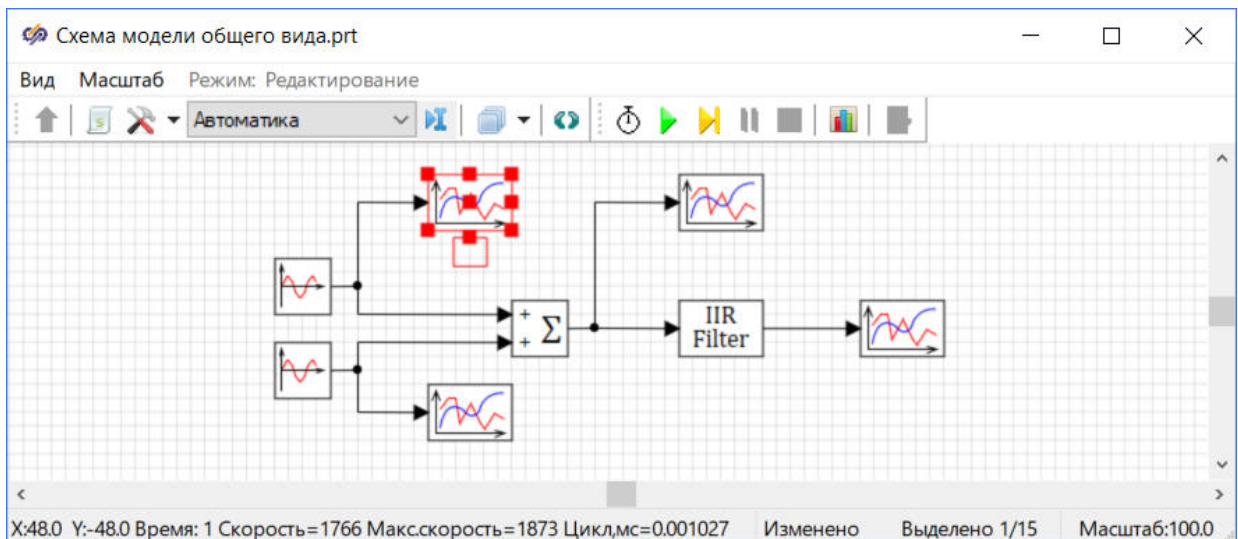 Схема модели общего вида.prt
Вид Масштаб Режим: Редактирование
Автоматика
+
+ Σ
IIR
Filter
X:48.0 Y:-48.0 Время: 1 Скорость=1766 Макс.скорость=1873 Цикл,мс=0.001027 Изменено Выделено 1/15 Масштаб:100.0